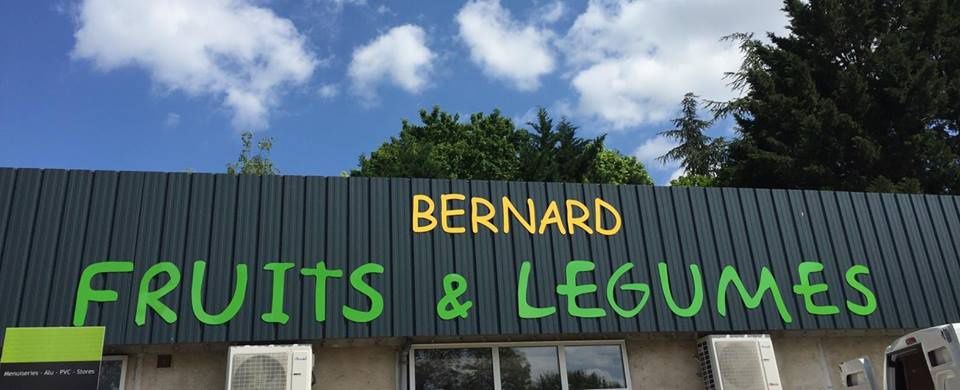 BERNARD
FRUITS & LEGUMES
Menuiseries - Alu - PVC - Stores